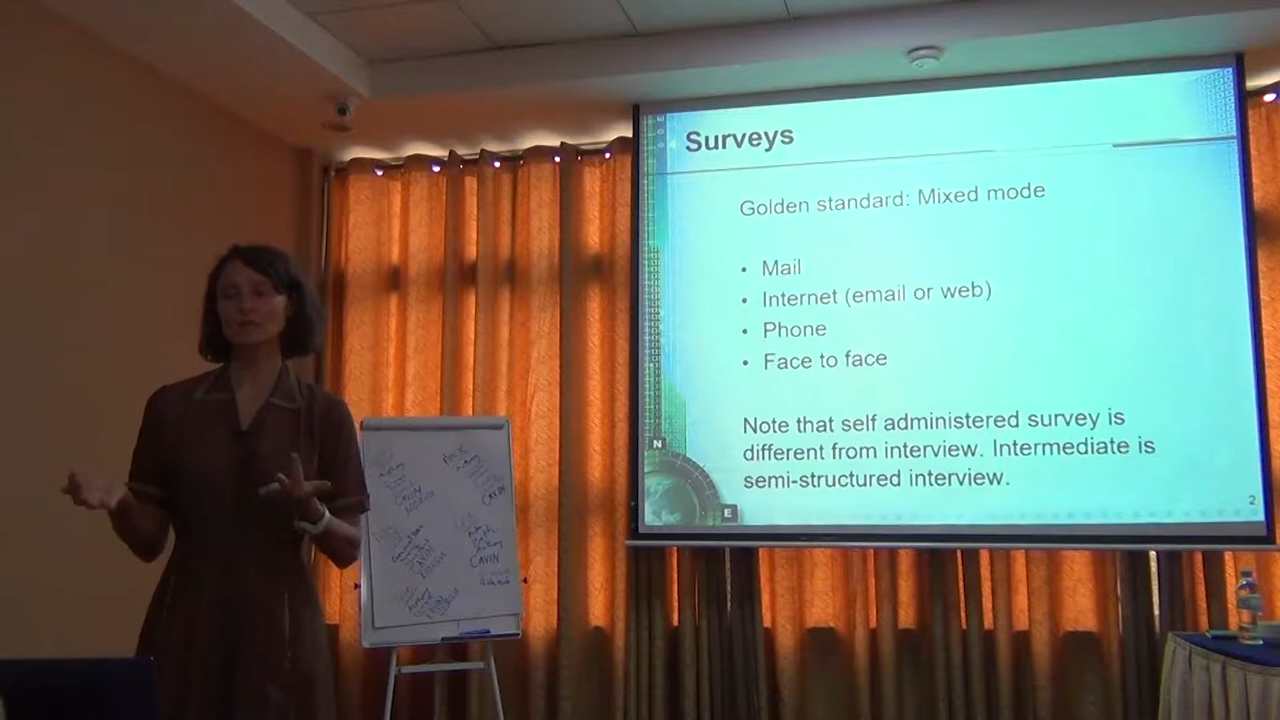 Surveys
Golden standard: Mixed mode
• Mail
• Internet (email or web)
• Phone
• Face to face
Note that self administered survey is
different from interview. Intermediate is
semi-structured interview.
N
E
2
CAVIN
CAVIN
CAVIN